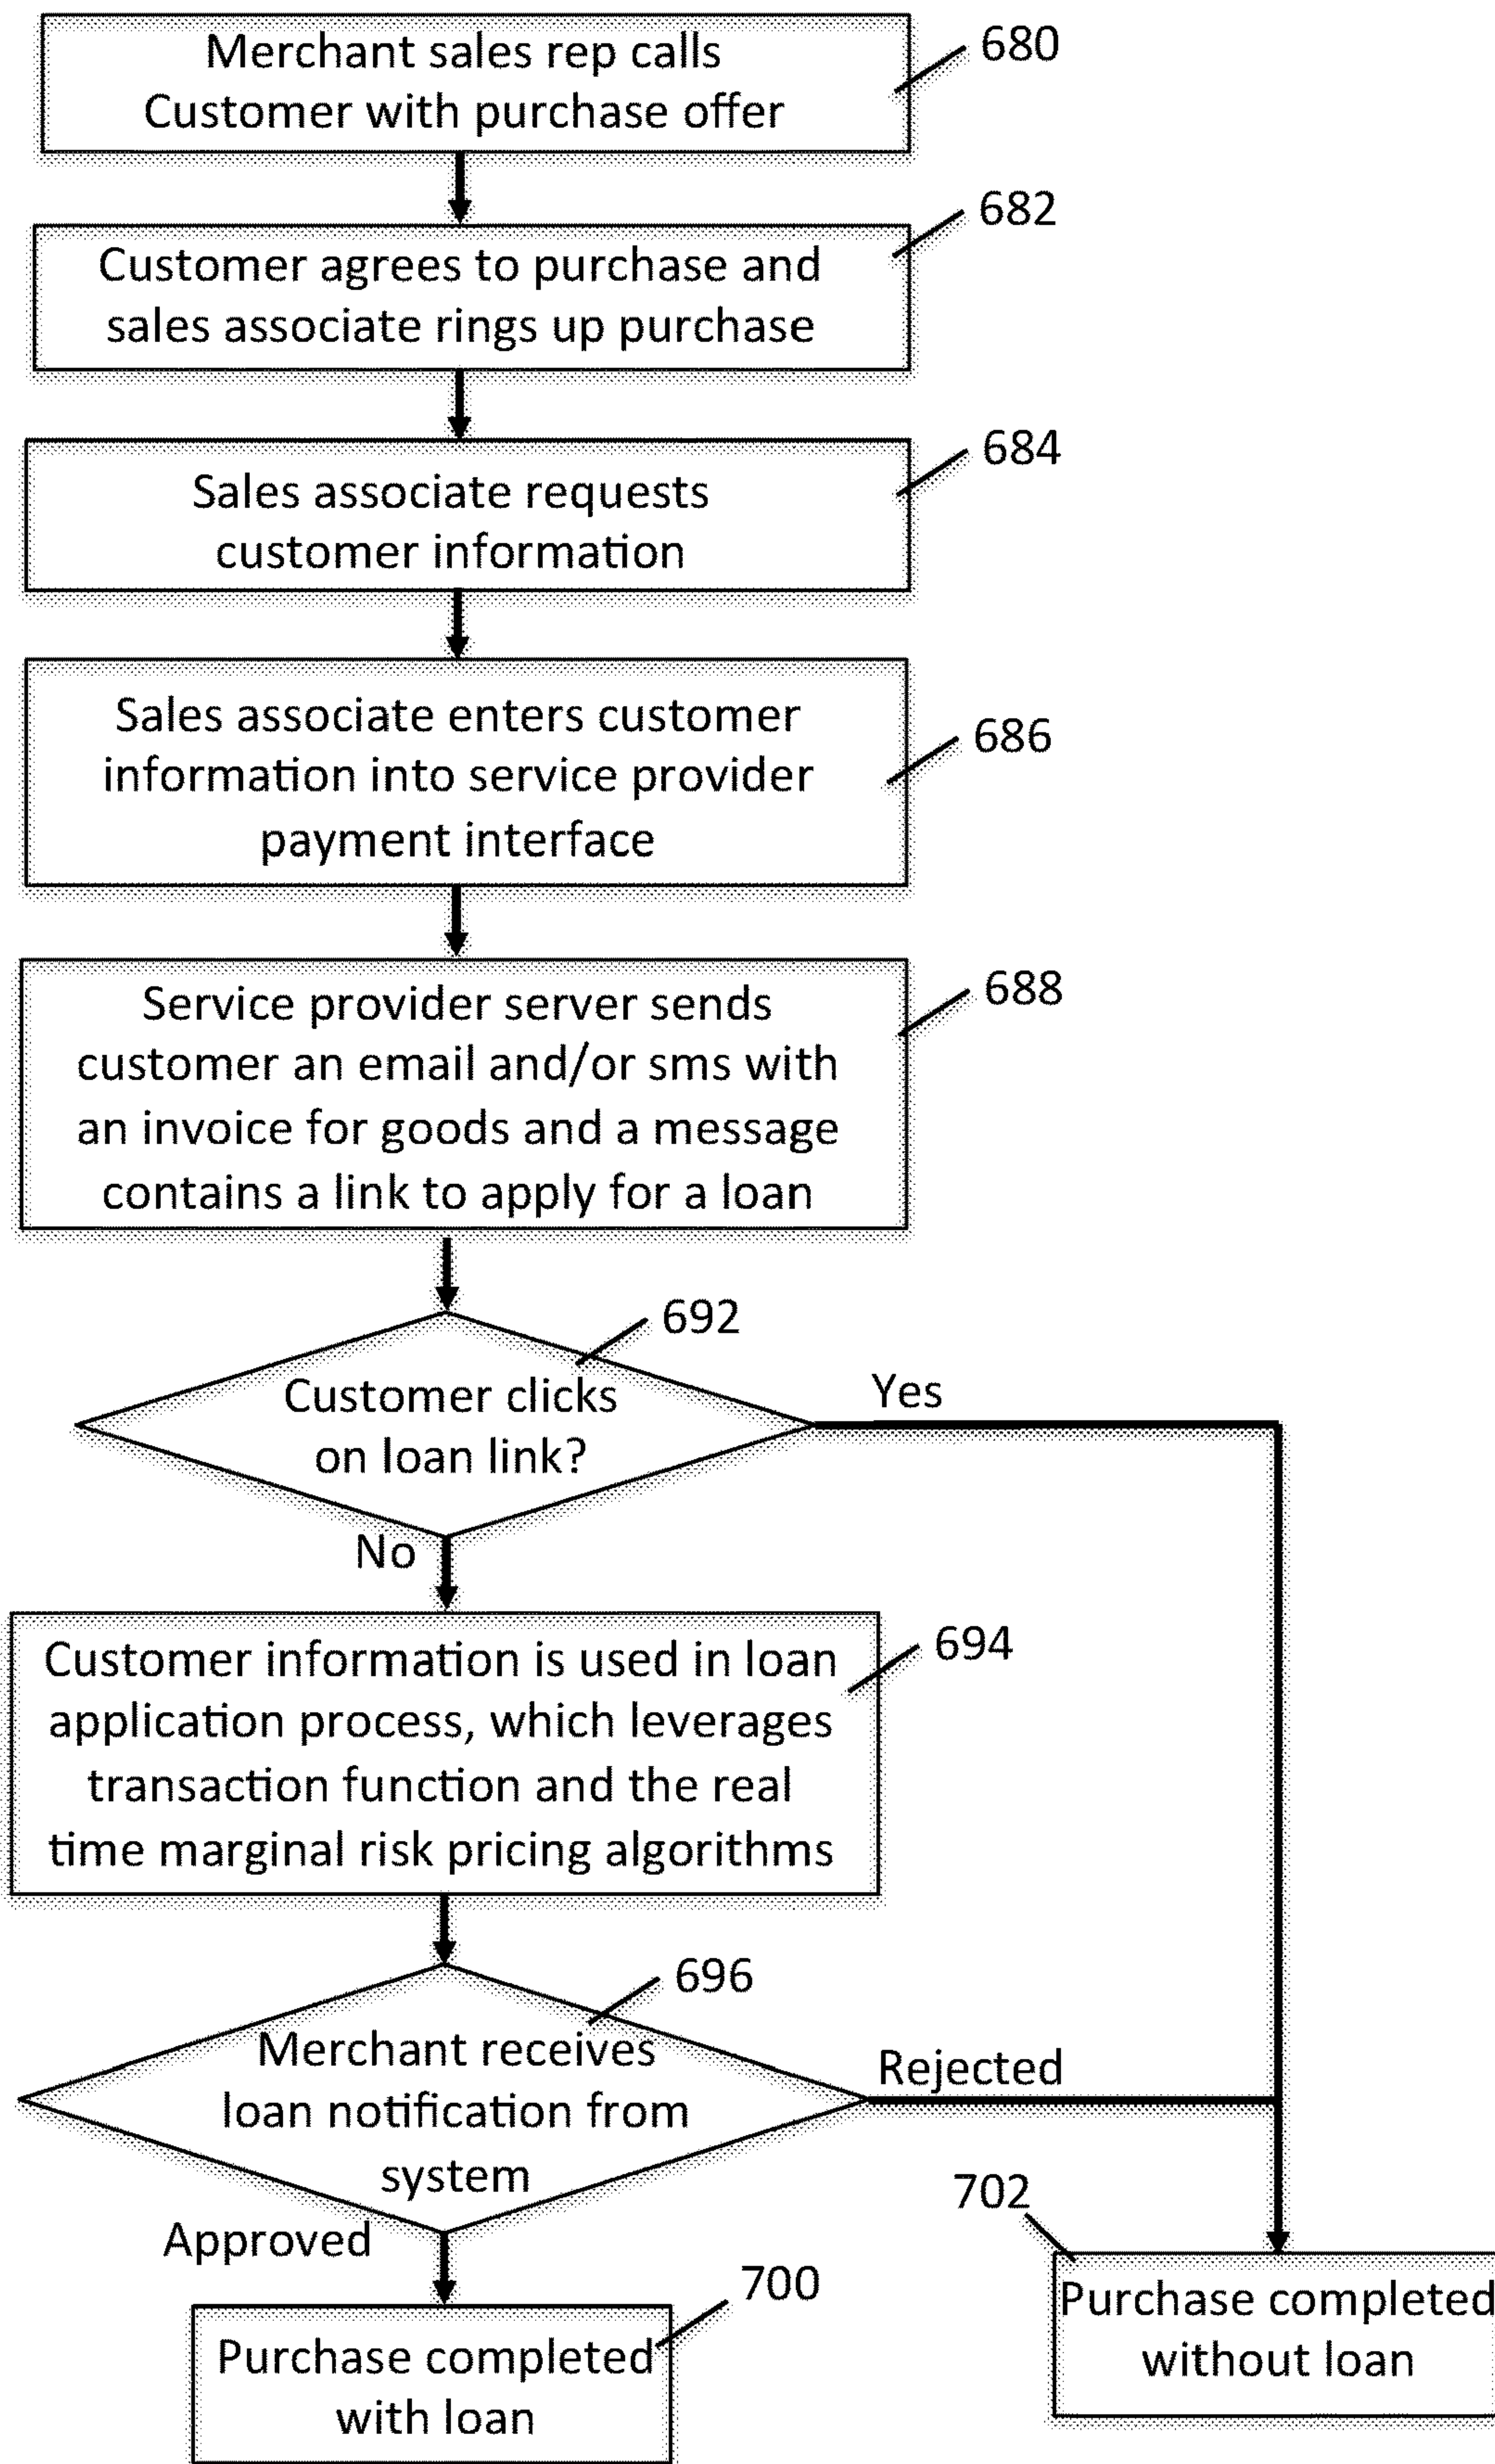 Merchant sales rep calls
Customer with purchase offer
680
Customer agrees to purchase and
sales associate rings up purchase
682
Sales associate requests
customer information
684
Sales associate enters customer
information into service provider
payment interface
686
Service provider server sends
customer an email and/or sms with
an invoice for goods and a message
contains a link to apply for a loan
688
692
Customer clicks
on loan link?
Yes
No
Customer information is used in loan
application process, which leverages
transaction function and the real
time marginal risk pricing algorithms
694
696
Merchant receives
loan notification from
system
Rejected
Approved
700
Purchase completed
with loan
702
Purchase completed
without loan